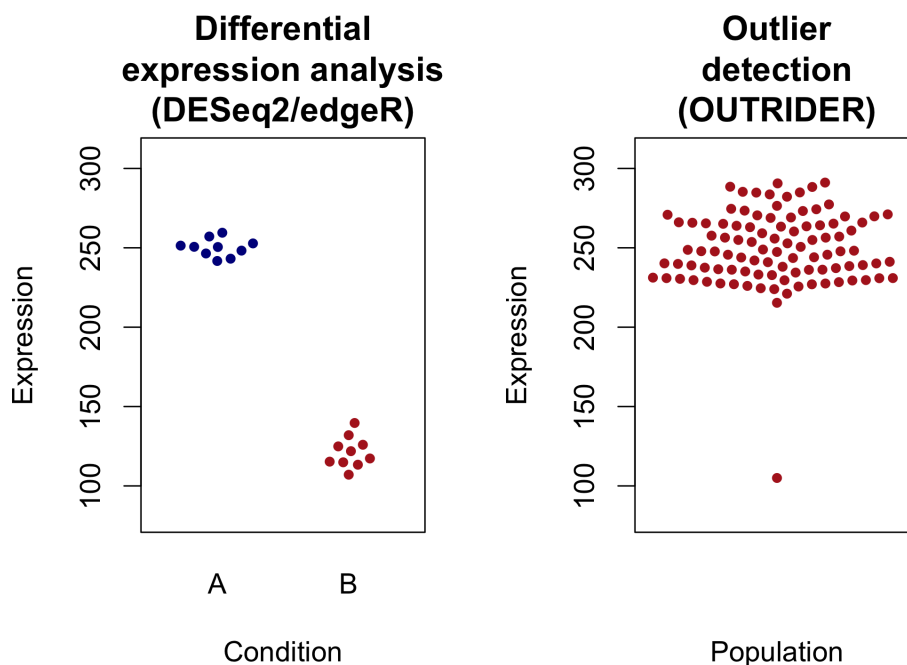 Differential
expression analysis
(DESeq2/edgeR)
Expression
300
250
200
150
100
A B
Condition
Outlier
detection
(OUTRIDER)
Expression
300
250
200
150
100
Population